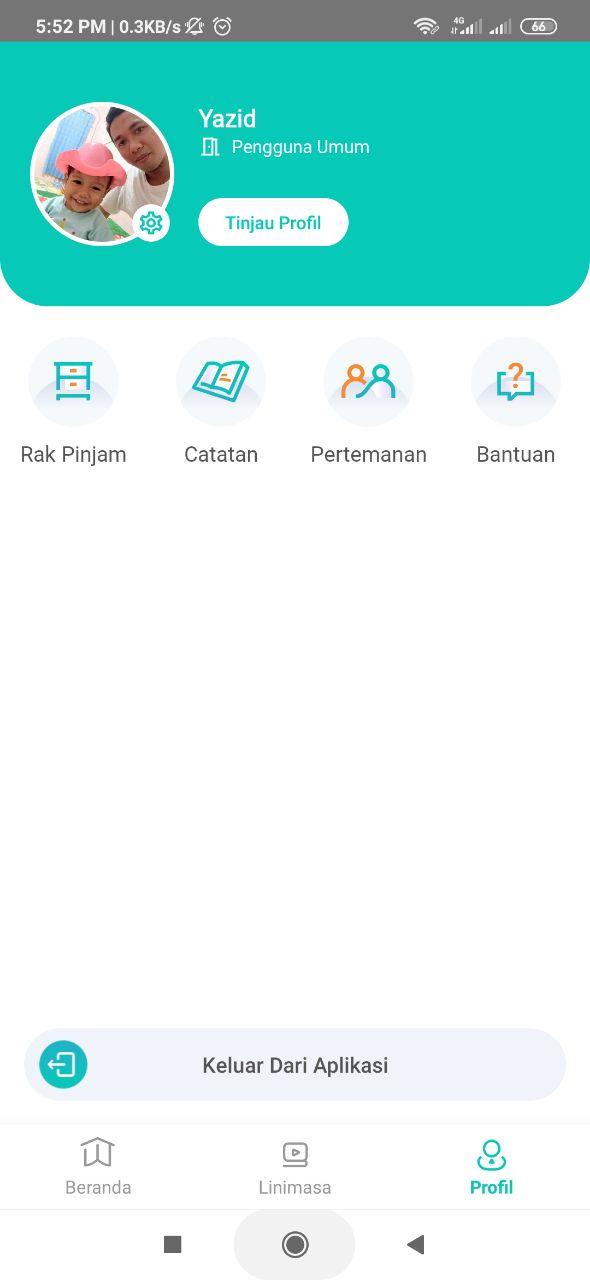 5:52 PM | 0.3KB/s 4G 66
Yazid
Pengguna Umum
Tinjau Profil
Rak Pinjam Catatan Pertemanan Bantuan
Keluar Dari Aplikasi
Beranda Linimasa Profil